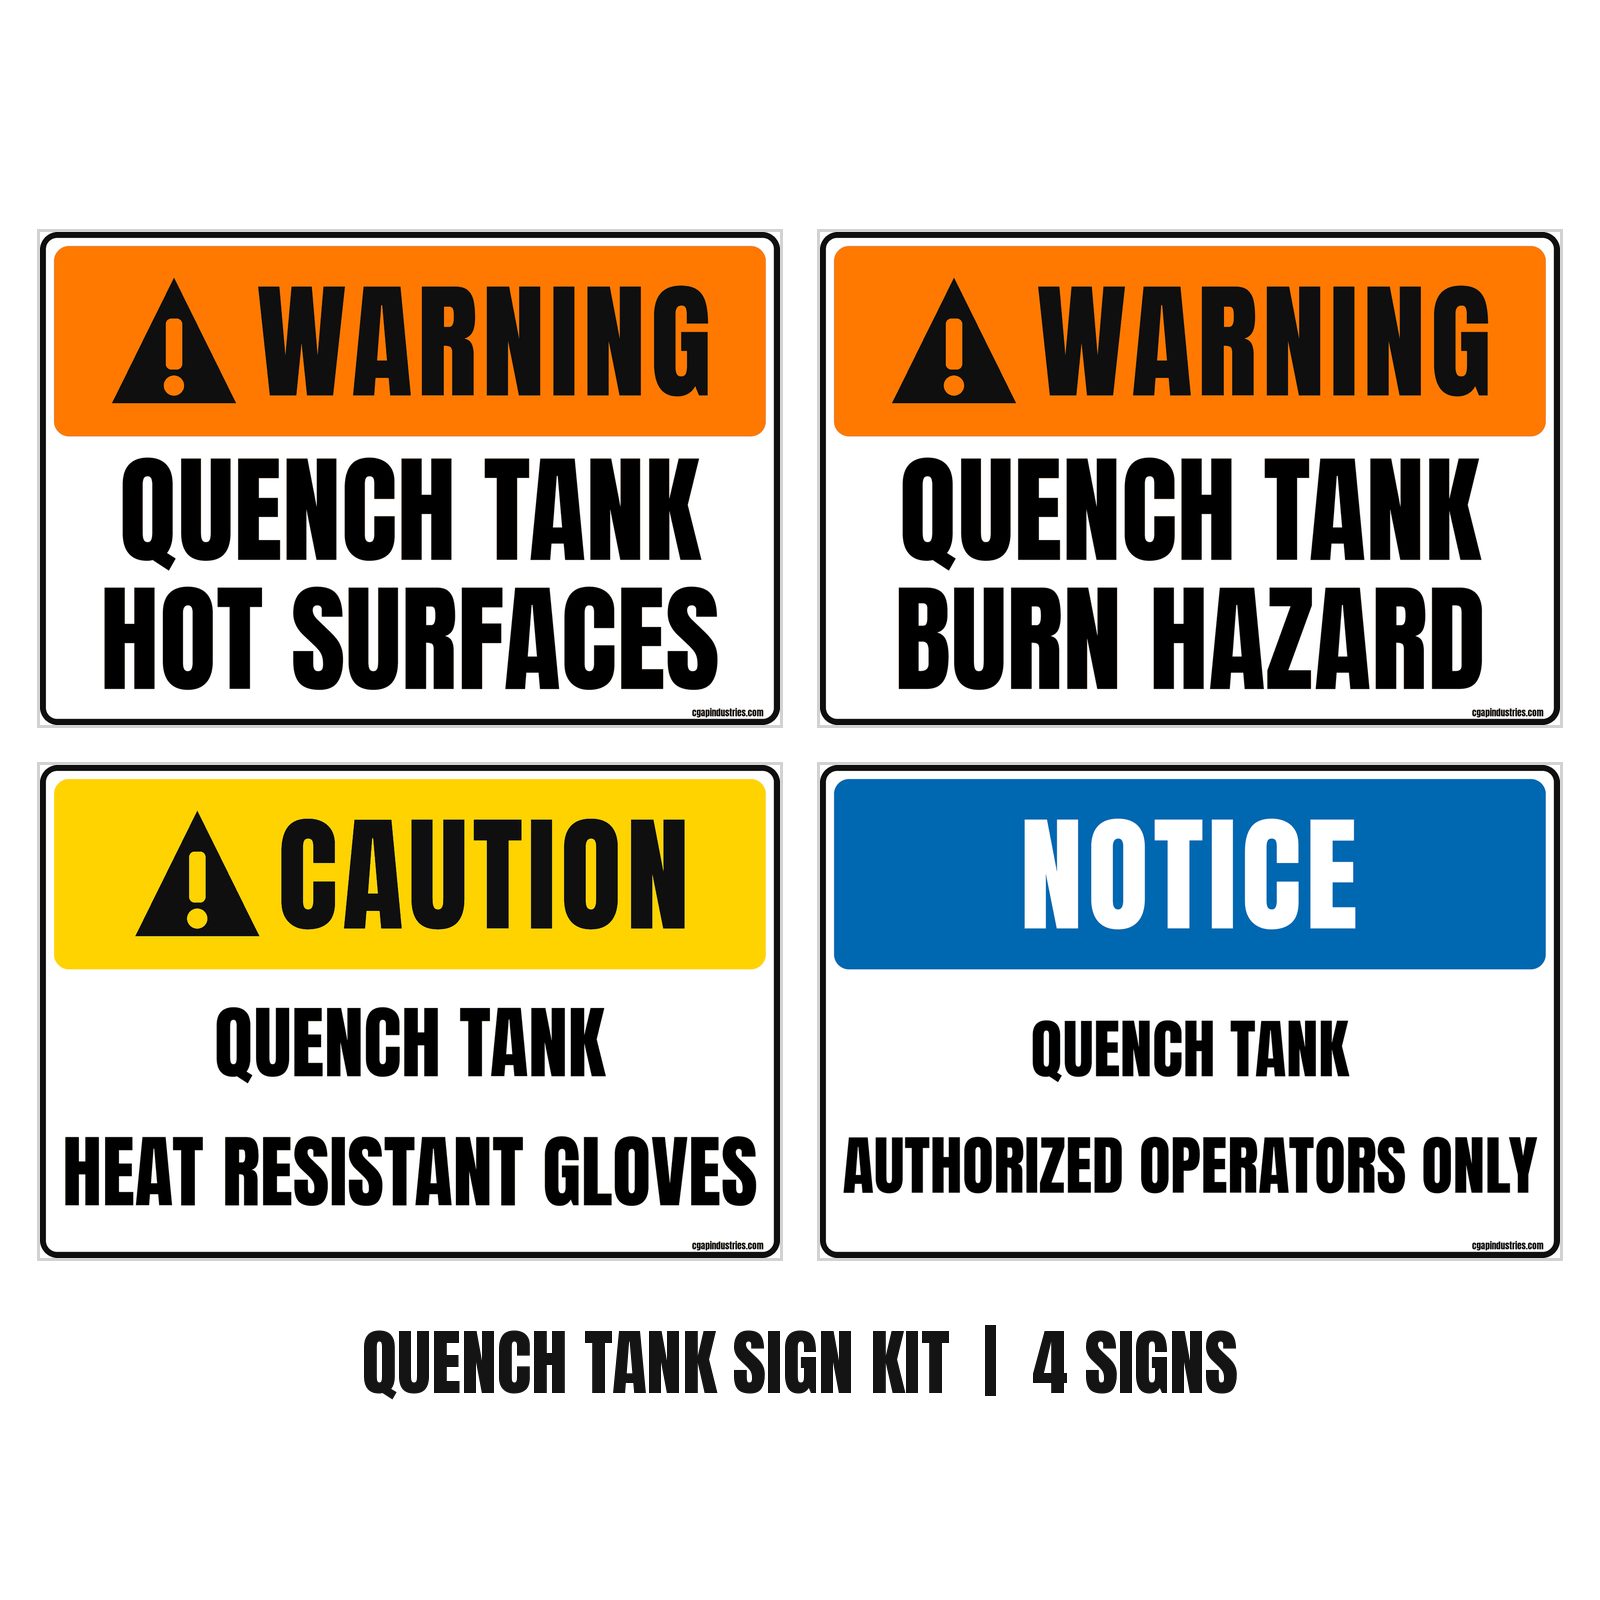 WARNING
QUENCH TANK
HOT SURFACES
cgapindustries.com
WARNING
QUENCH TANK
BURN HAZARD
cgapindustries.com
CAUTION
QUENCH TANK
HEAT RESISTANT GLOVES
cgapindustries.com
NOTICE
QUENCH TANK
AUTHORIZED OPERATORS ONLY
cgapindustries.com
QUENCH TANK SIGN KIT | 4 SIGNS